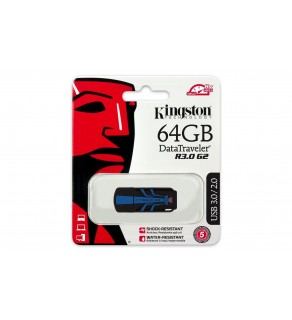 Kingston
TECHNOLOGY
64GB
DataTraveler
R3.0 G2
USB 3.0 / 2.0
SHOCK-RESISTANT
WATER-RESISTANT
5